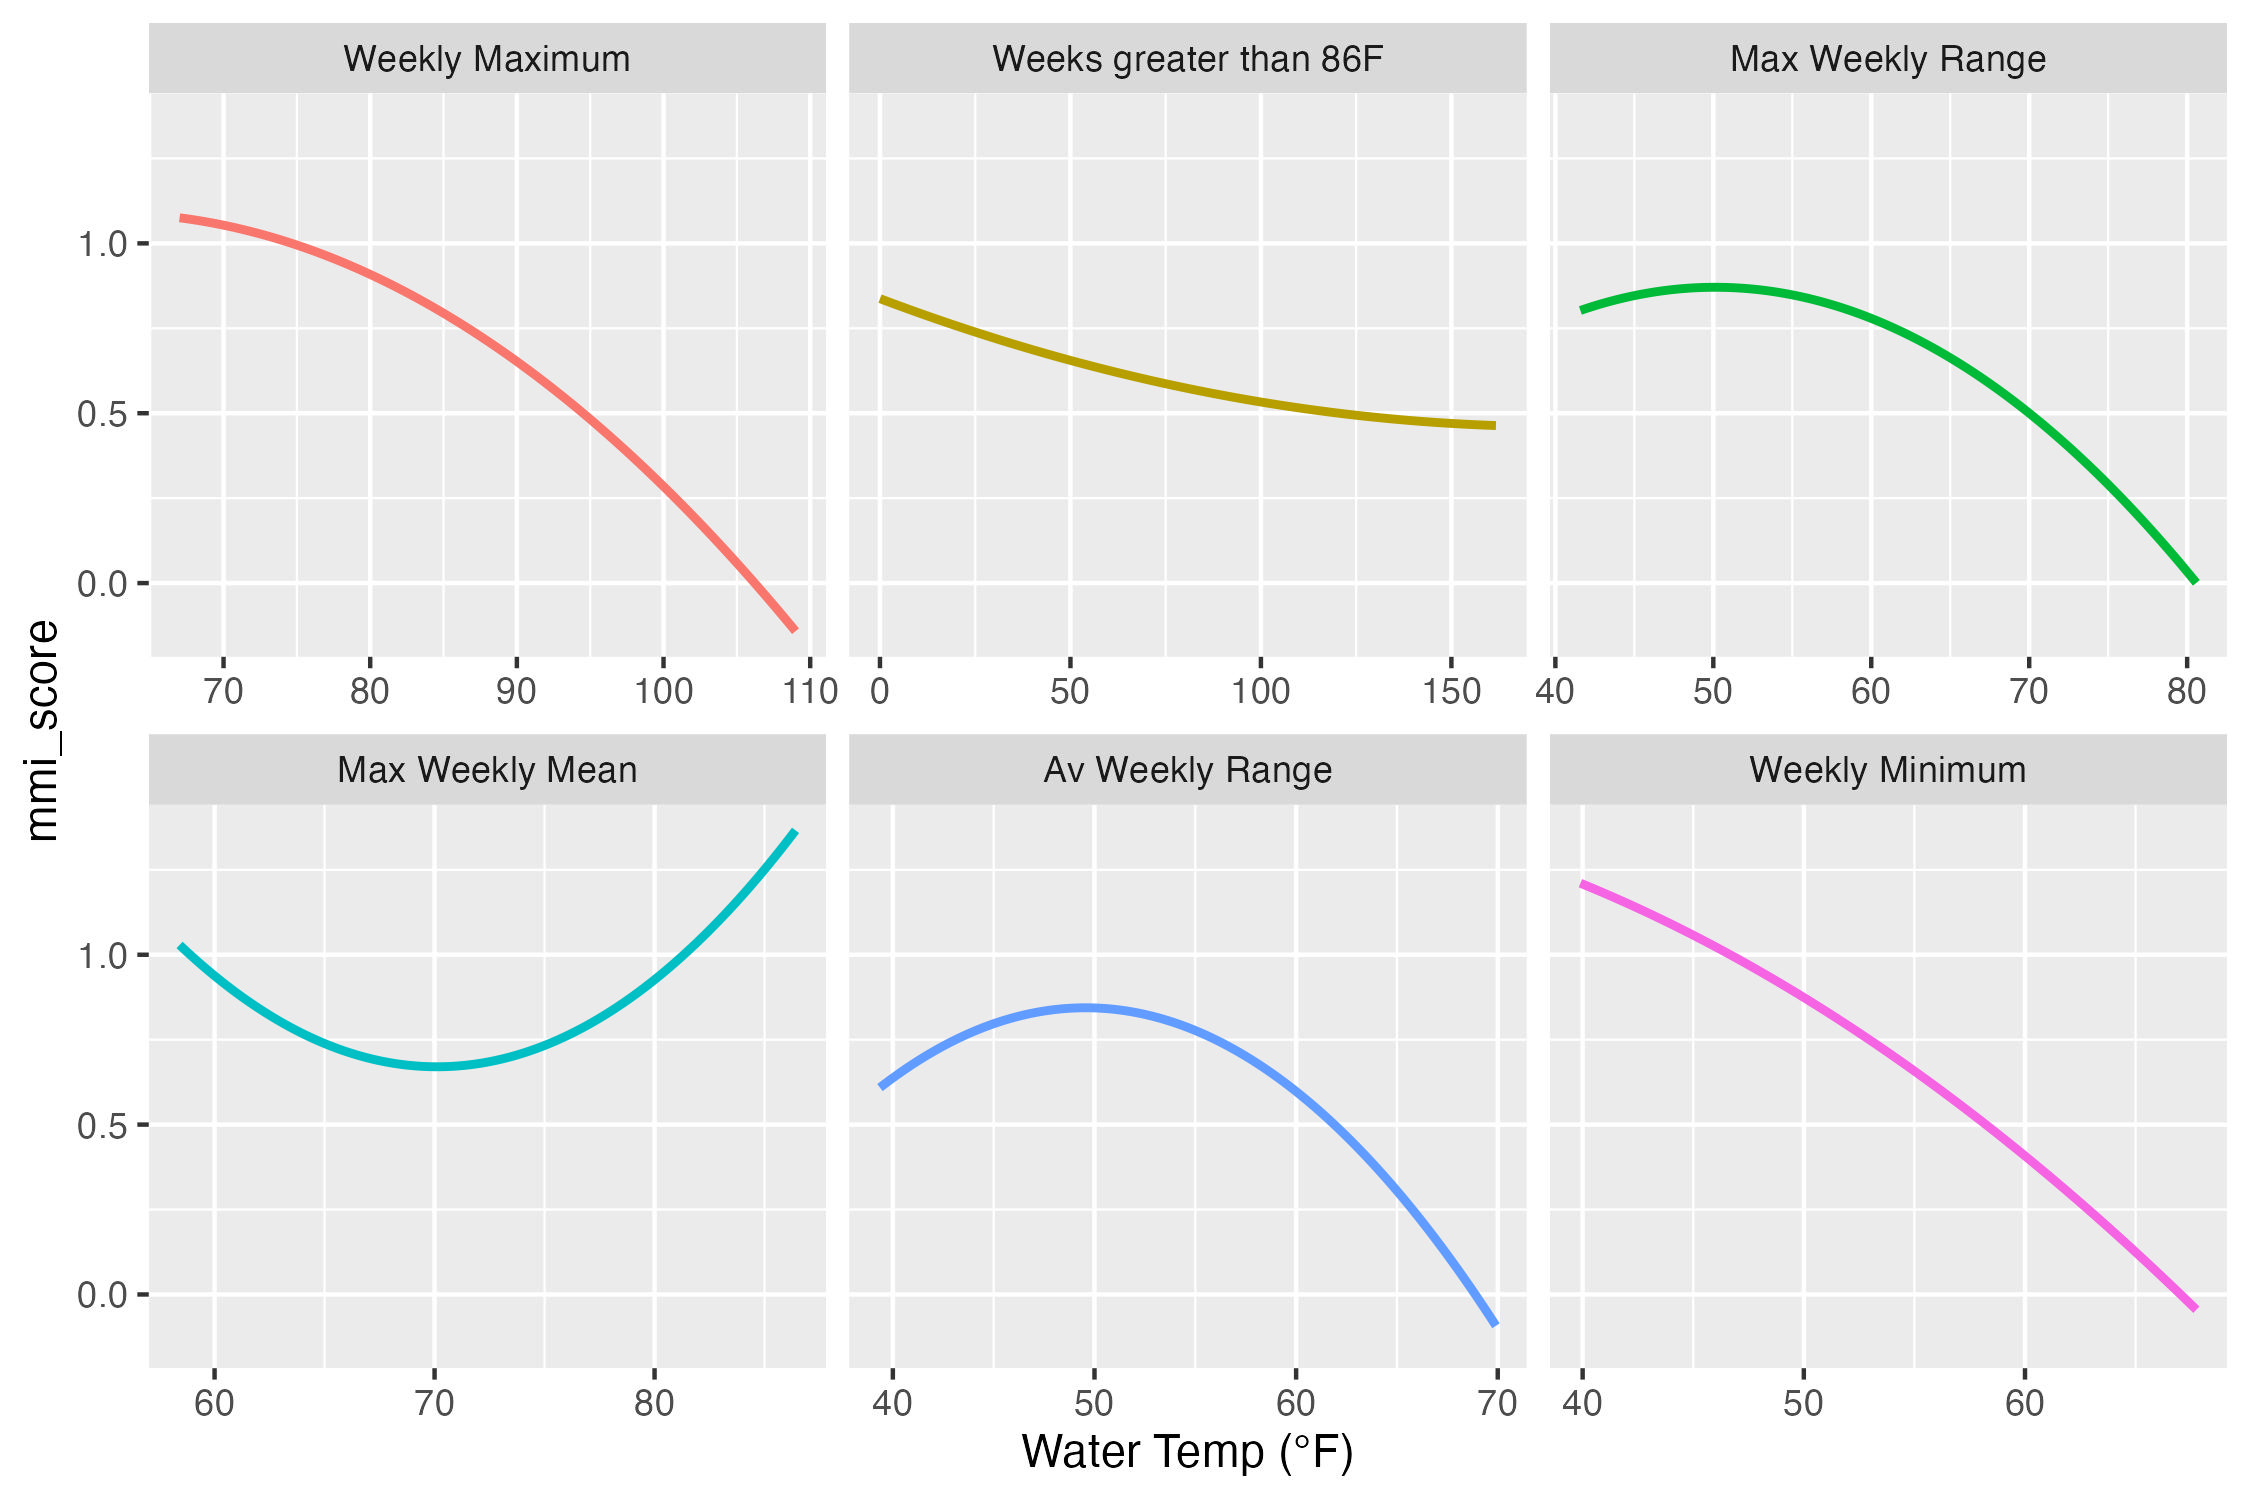 Weekly Maximum
Weeks greater than 86F
Max Weekly Range
1.0
0.5
0.0
70 80 90 100 110
0 50 100 150
40 50 60 70 80
mmi_score
Max Weekly Mean
Av Weekly Range
Weekly Minimum
1.0
0.5
0.0
60 70 80
40 50 60 70
40 50 60
Water Temp (°F)